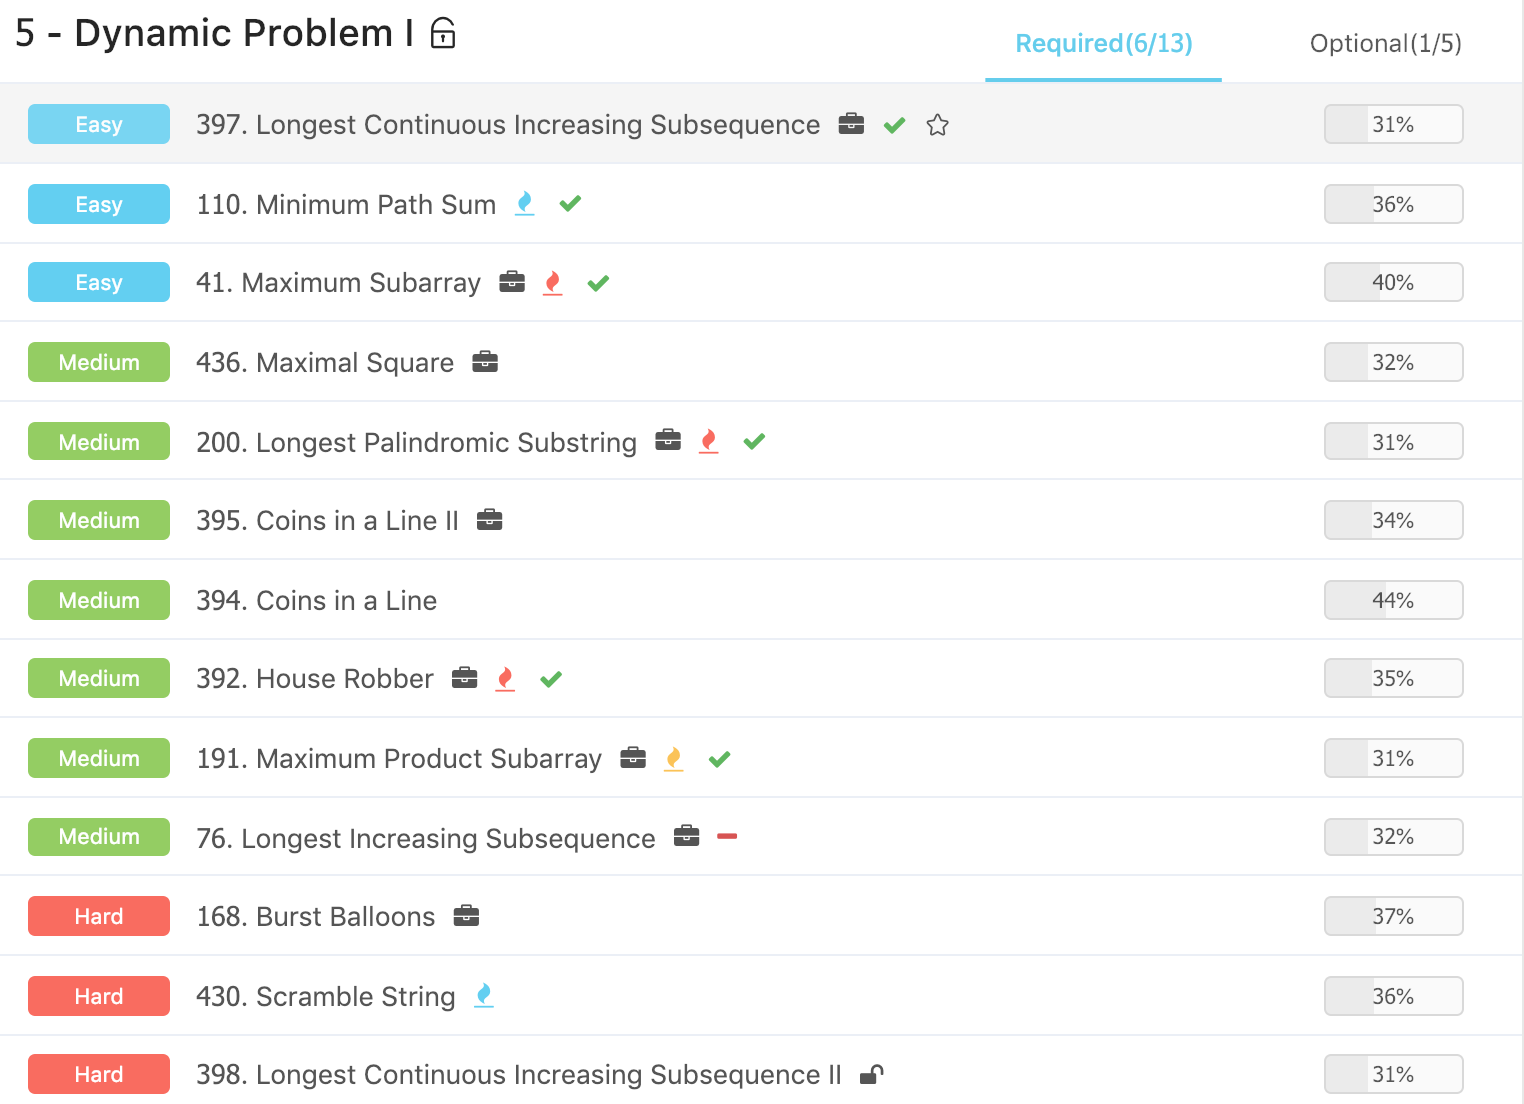 5 - Dynamic Problem I
Required(6/13) Optional(1/5)
Easy 397. Longest Continuous Increasing Subsequence 31%
Easy 110. Minimum Path Sum 36%
Easy 41. Maximum Subarray 40%
Medium 436. Maximal Square 32%
Medium 200. Longest Palindromic Substring 31%
Medium 395. Coins in a Line II 34%
Medium 394. Coins in a Line 44%
Medium 392. House Robber 35%
Medium 191. Maximum Product Subarray 31%
Medium 76. Longest Increasing Subsequence 32%
Hard 168. Burst Balloons 37%
Hard 430. Scramble String 36%
Hard 398. Longest Continuous Increasing Subsequence II 31%